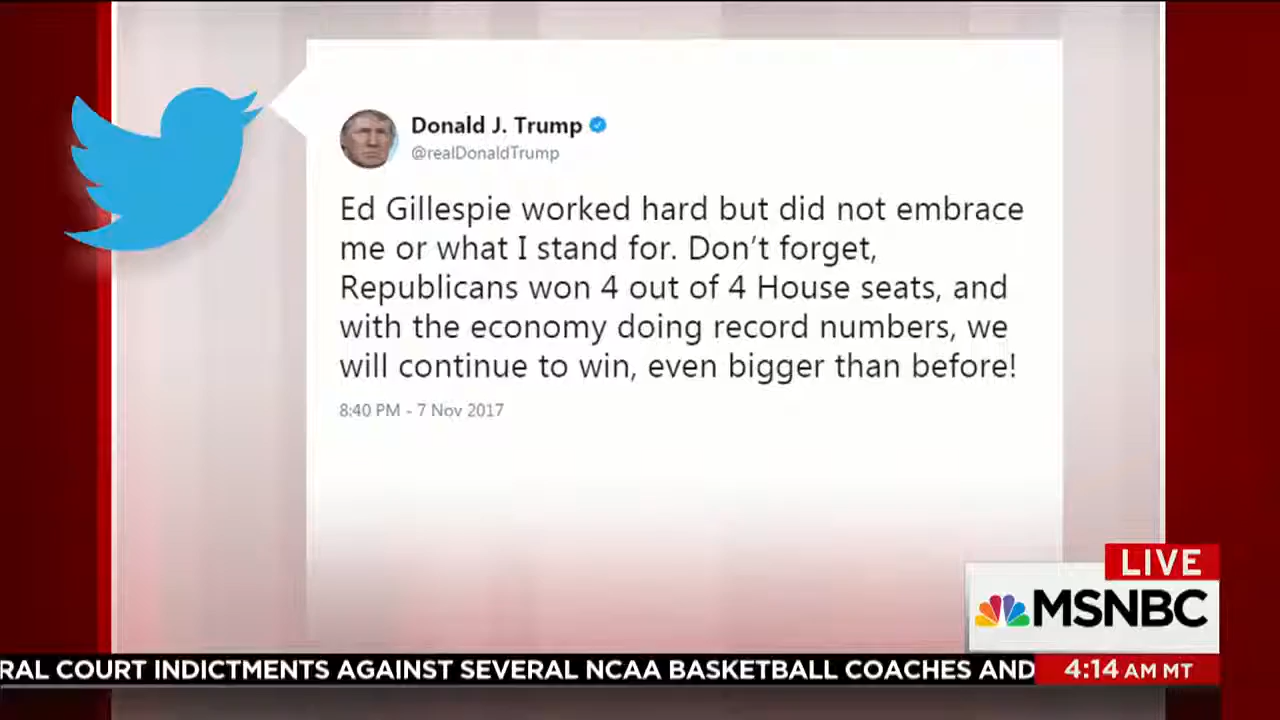 Donald J. Trump
@realDonaldTrump
Ed Gillespie worked hard but did not embrace
me or what I stand for. Don't forget,
Republicans won 4 out of 4 House seats, and
with the economy doing record numbers, we
will continue to win, even bigger than before!
8:40 PM - 7 Nov 2017
LIVE
MSNBC
RAL COURT INDICTMENTS AGAINST SEVERAL NCAA BASKETBALL COACHES AND
4:14 AM MT